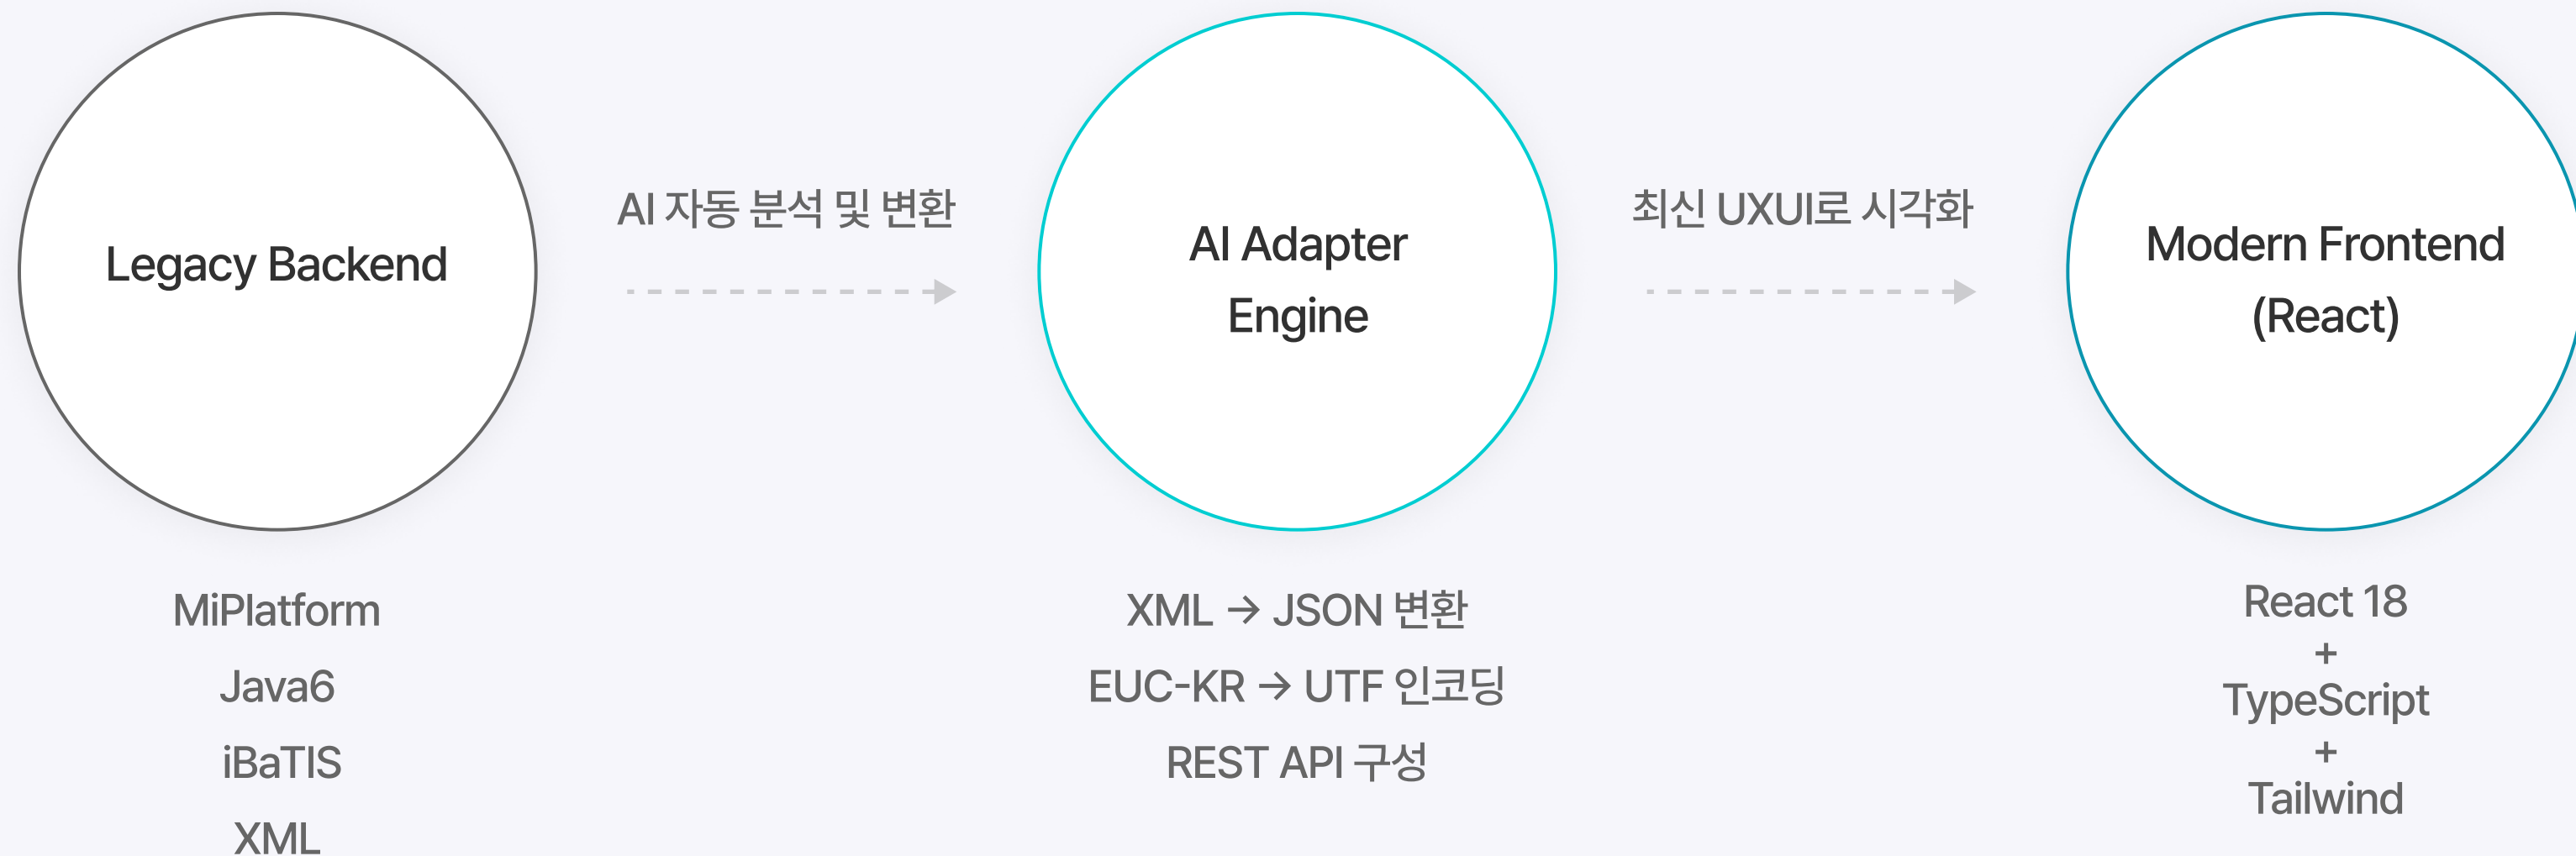 Legacy Backend
MiPlatform
Java6
iBaTIS
XML
AI 자동 분석 및 변환
AI Adapter
Engine
XML → JSON 변환
EUC-KR → UTF 인코딩
REST API 구성
최신 UXUI로 시각화
Modern Frontend
(React)
React 18
+
TypeScript
+
Tailwind